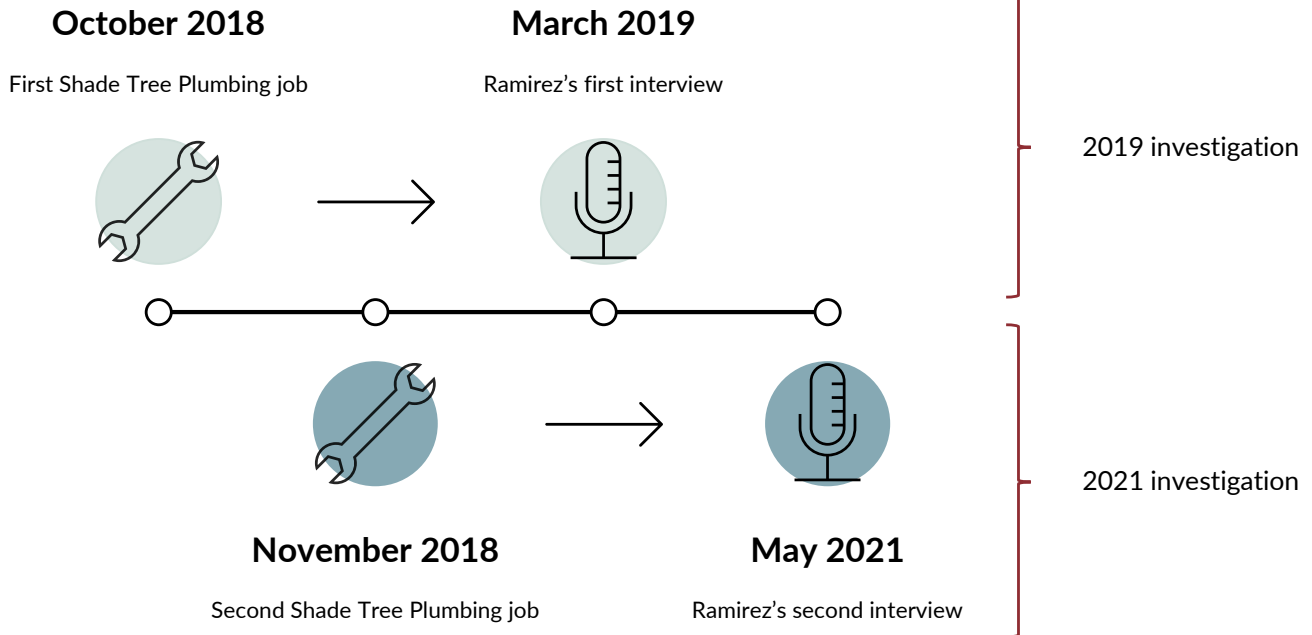 October 2018
March 2019
First Shade Tree Plumbing job
Ramirez’s first interview
2019 investigation
2021 investigation
November 2018
May 2021
Second Shade Tree Plumbing job
Ramirez’s second interview